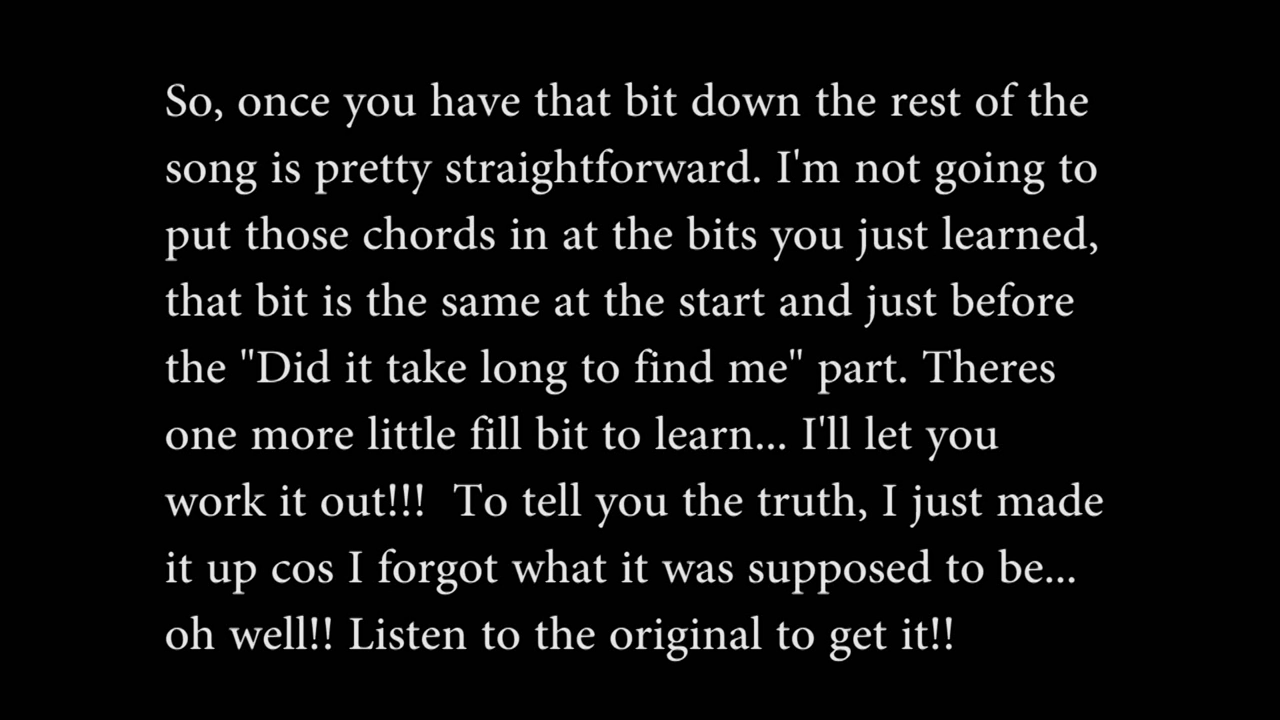 So, once you have that bit down the rest of the
song is pretty straightforward. I'm not going to
put those chords in at the bits you just learned,
that bit is the same at the start and just before
the "Did it take long to find me" part. Theres
one more little fill bit to learn... I'll let you
work it out!!!  To tell you the truth, I just made
it up cos I forgot what it was supposed to be...
oh well!! Listen to the original to get it!!